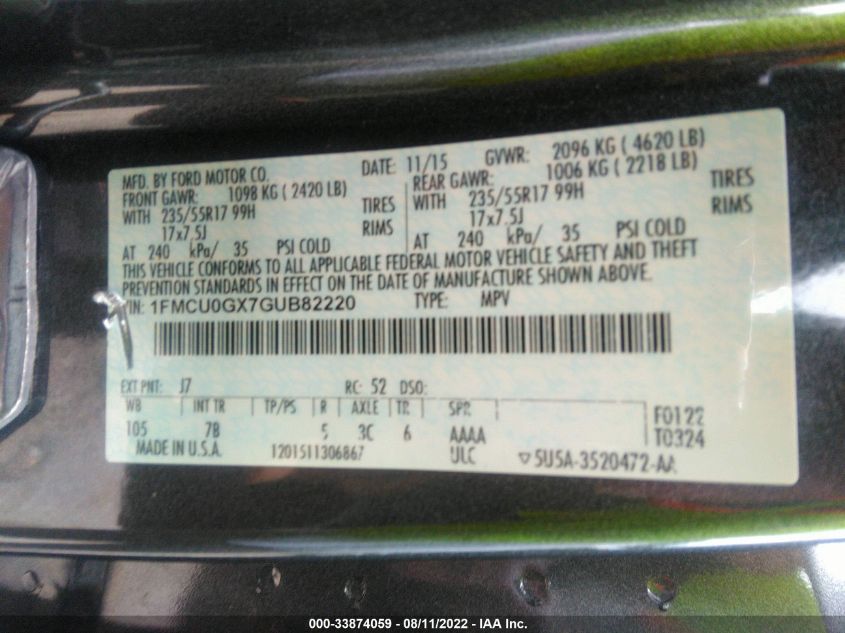 MFD. BY FORD MOTOR CO. DATE: 11/15 GVWR: 2096 KG ( 4620 LB)
FRONT GAWR: 1098 KG ( 2420 LB) REAR GAWR: 1006 KG ( 2218 LB)
WITH 235/55R17 99H TIRES WITH 235/55R17 99H TIRES
17x7.5J RIMS 17x7.5J RIMS
AT 240 kPa/ 35 PSI COLD AT 240 kPa/ 35 PSI COLD
THIS VEHICLE CONFORMS TO ALL APPLICABLE FEDERAL MOTOR VEHICLE SAFETY AND THEFT
PREVENTION STANDARDS IN EFFECT ON THE DATE OF MANUFACTURE SHOWN ABOVE.
VIN: 1FMCU0GX7GUB82220 TYPE: MPV
EXT PNT: J7 RC: 52 DSO:
WB INT TR TP/PS R AXLE TR SPR F0122
105 7B 5 3C 6 AAAA T0324
MADE IN U.S.A. 1201511306867 ULC 5U5A-3520472-AA
000-33874059 - 08/11/2022 - IAA Inc.